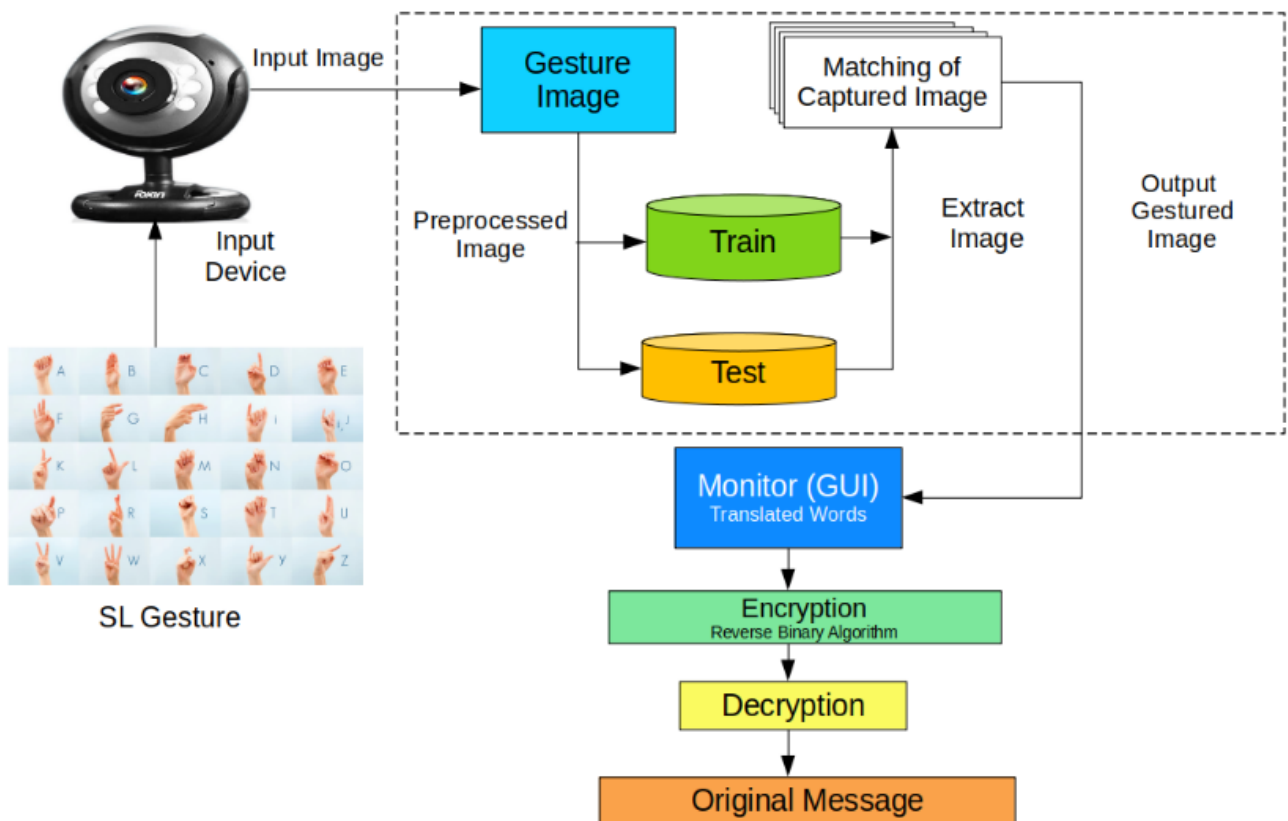 Input Image
Gesture
Image
Matching of
Captured Image
Input
Device
Preprocessed
Image
Train
Extract
Image
Output
Gestured
Image
Test
A
B
C
D
E
F
G
H
i
J
K
L
M
N
O
P
R
S
T
U
V
W
X
Y
Z
SL Gesture
Monitor (GUI)
Translated Words
Encryption
Reverse Binary Algorithm
Decryption
Original Message